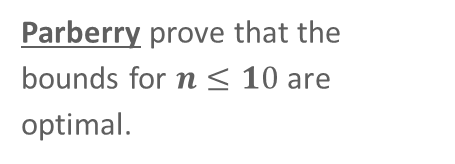 Parberry prove that the
bounds for n ≤ 10 are
optimal.